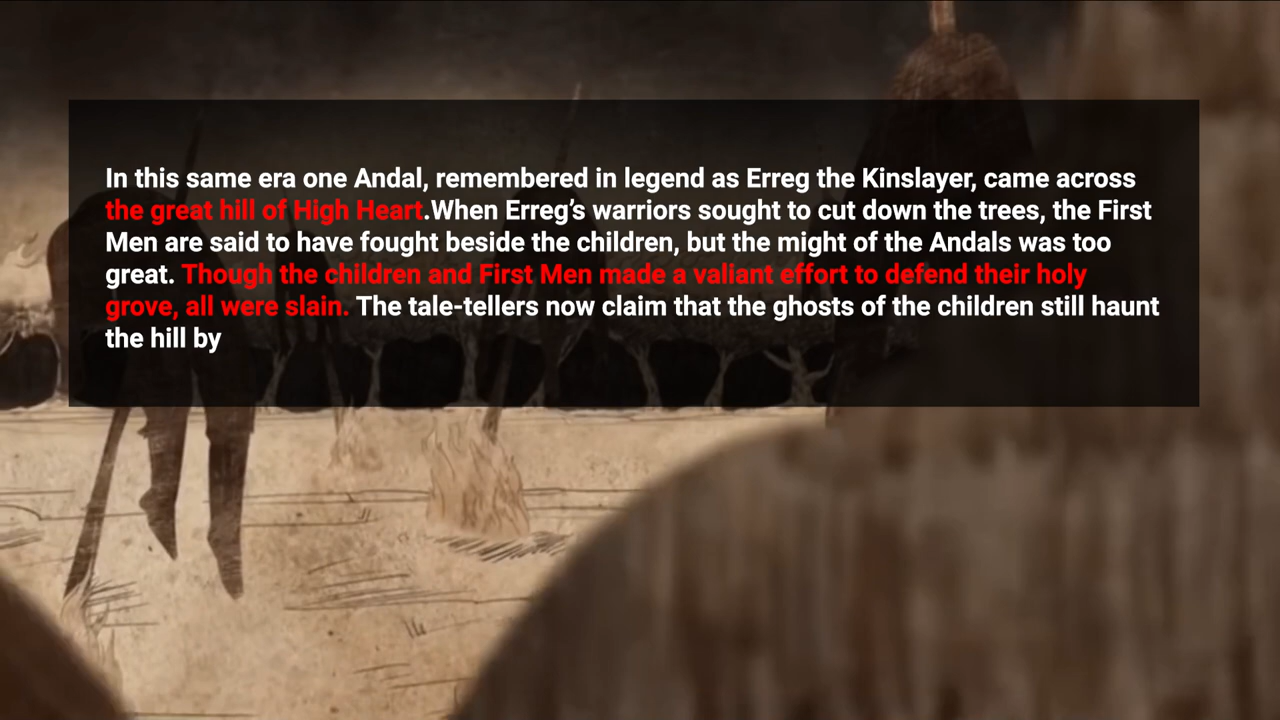 In this same era one Andal, remembered in legend as Erreg the Kinslayer, came across
the great hill of High Heart.When Erreg’s warriors sought to cut down the trees, the First
Men are said to have fought beside the children, but the might of the Andals was too
great. Though the children and First Men made a valiant effort to defend their holy
grove, all were slain. The tale-tellers now claim that the ghosts of the children still haunt
the hill by